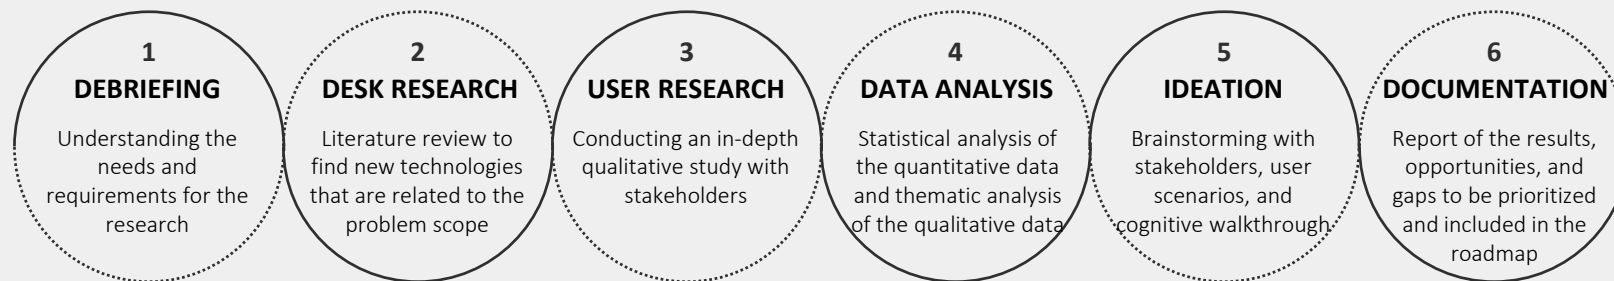 1
DEBRIEFING
Understanding the
needs and
requirements for the
research
2
DESK RESEARCH
Literature review to
find new technologies
that are related to the
problem scope
3
USER RESEARCH
Conducting an in-depth
qualitative study with
stakeholders
4
DATA ANALYSIS
Statistical analysis of
the quantitative data
and thematic analysis
of the qualitative data
5
IDEATION
Brainstorming with
stakeholders, user
scenarios, and
cognitive walkthrough
6
DOCUMENTATION
Report of the results,
opportunities, and
gaps to be prioritized
and included in the
roadmap